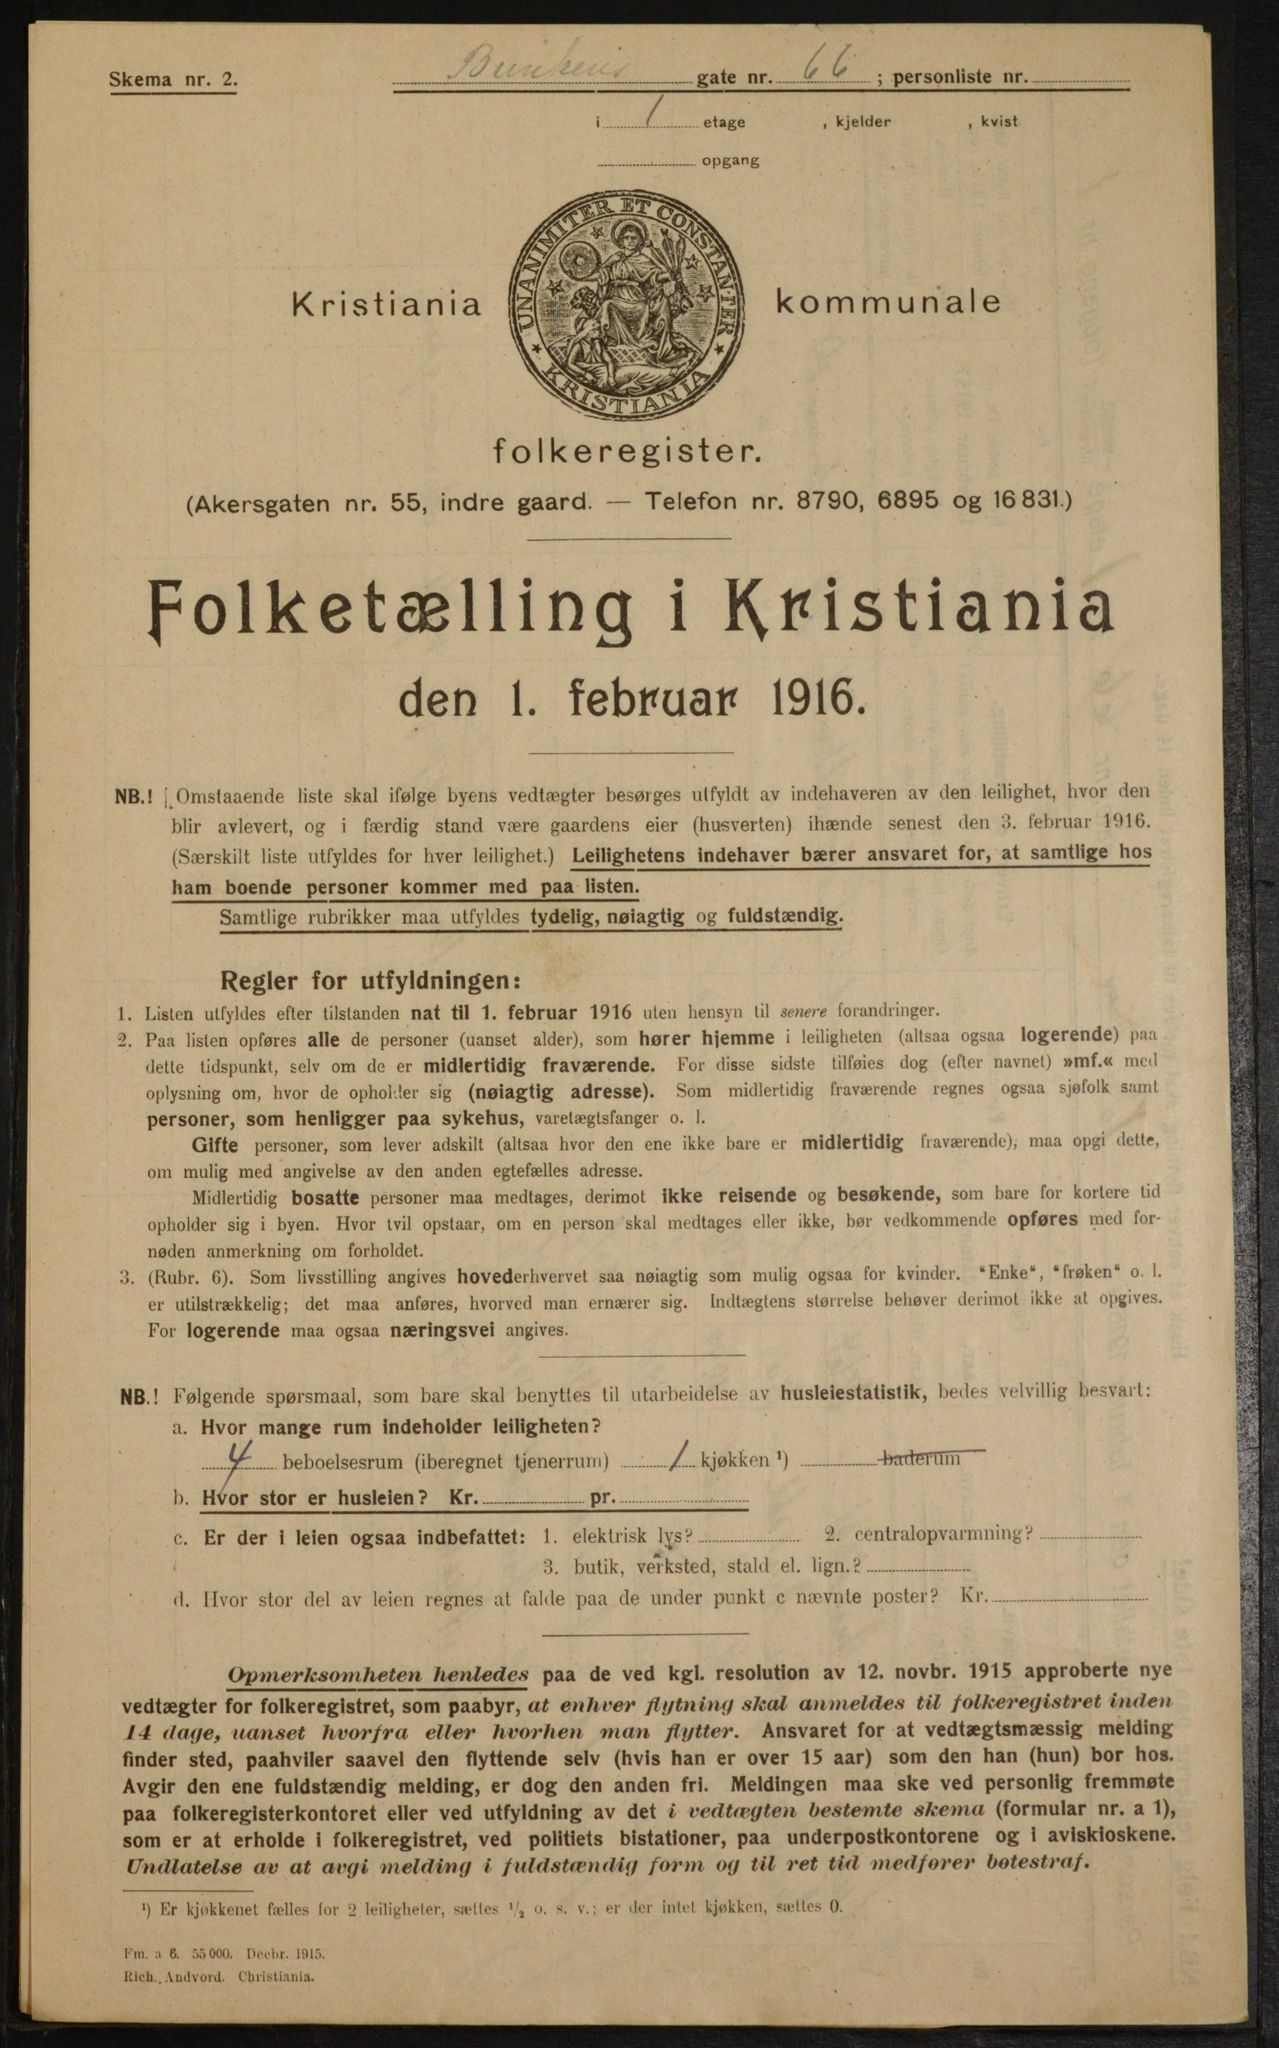 Skema nr. 2.
Brinkens gate nr. 66 ; personliste nr.
i 1 etage , kjelder , kvist
opgang
UNANIMITER ET CONSTANTER
KRISTIANIA
Kristiania kommunale
folkeregister.
(Akersgaten nr. 55, indre gaard. — Telefon nr. 8790, 6895 og 16 831.)
Folketælling i Kristiania
den 1. februar 1916.
NB.! Omstaaende liste skal ifølge byens vedtægter besørges utfyldt av indehaveren av den leilighet, hvor den
blir avlevert, og i færdig stand være gaardens eier (husverten) ihænde senest den 3. februar 1916.
(Særskilt liste utfyldes for hver leilighet.) Leilighetens indehaver bærer ansvaret for, at samtlige hos
ham boende personer kommer med paa listen.
Samtlige rubrikker maa utfyldes tydelig, nøiagtig og fuldstændig.
Regler for utfyldningen:
1. Listen utfyldes efter tilstanden nat til 1. februar 1916 uten hensyn til senere forandringer.
2. Paa listen opføres alle de personer (uanset alder), som hører hjemme i leiligheten (altsaa ogsaa logerende) paa
dette tidspunkt, selv om de er midlertidig fraværende. For disse sidste tilføies dog (efter navnet) »mf.« med
oplysning om, hvor de opholder sig (nøiagtig adresse). Som midlertidig fraværende regnes ogsaa sjøfolk samt
personer, som henligger paa sykehus, varetægtsfanger o. l.
Gifte personer, som lever adskilt (altsaa hvor den ene ikke bare er midlertidig fraværende), maa opgi dette,
om mulig med angivelse av den anden egtefælles adresse.
Midlertidig bosatte personer maa medtages, derimot ikke reisende og besøkende, som bare for kortere tid
opholder sig i byen. Hvor tvil opstaar, om en person skal medtages eller ikke, bør vedkommende opføres med for-
nøden anmerkning om forholdet.
3. (Rubr. 6). Som livsstilling angives hovederhvervet saa nøiagtig som mulig ogsaa for kvinder. "Enke", "frøken" o. l.
er utilstrækkelig; det maa anføres, hvorved man ernærer sig. Indtægtens størrelse behøver derimot ikke at opgives.
For logerende maa ogsaa næringsvei angives.
NB.! Følgende spørsmaal, som bare skal benyttes til utarbeidelse av husleiestatistik, bedes velvillig besvart:
a. Hvor mange rum indeholder leiligheten?
4 beboelsesrum (iberegnet tjenerrum) 1 kjøkken ¹) baderum
b. Hvor stor er husleien? Kr. pr.
c. Er der i leien ogsaa indbefattet: 1. elektrisk lys? 2. centralopvarmning?
3. butik, verksted, stald el. lign.?
d. Hvor stor del av leien regnes at falde paa de under punkt c nævnte poster? Kr.
Opmerksomheten henledes paa de ved kgl. resolution av 12. novbr. 1915 approberte nye
vedtægter for folkeregistret, som paabyr, at enhver flytning skal anmeldes til folkeregistret inden
14 dage, uanset hvorfra eller hvorhen man flytter. Ansvaret for at vedtægtsmæssig melding
finder sted, paahviler saavel den flyttende selv (hvis han er over 15 aar) som den han (hun) bor hos.
Avgir den ene fuldstændig melding, er dog den anden fri. Meldingen maa ske ved personlig fremmøte
paa folkeregisterkontoret eller ved utfyldning av det i vedtægten bestemte skema (formular nr. a 1),
som er at erholde i folkeregistret, ved politiets bistationer, paa underpostkontorene og i aviskioskene.
Undlatelse av at avgi melding i fuldstændig form og til ret tid medfører bøtestraf.
¹) Er kjøkkenet fælles for 2 leiligheter, sættes ½ o. s. v.; er der intet kjøkken, sættes 0.
Fm. a 6. 55 000. Decbr. 1915.
Rich. Andvord. Christiania.